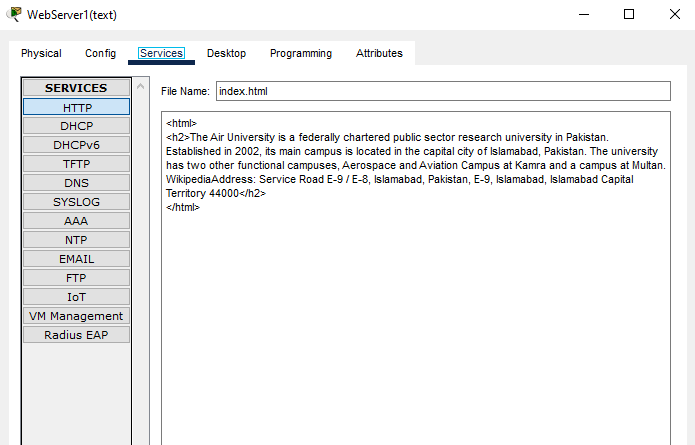 WebServer1(text)
Physical Config Services Desktop Programming Attributes
SERVICES
HTTP
DHCP
DHCPv6
TFTP
DNS
SYSLOG
AAA
NTP
EMAIL
FTP
IoT
VM Management
Radius EAP
File Name: index.html
<html>
<h2>The Air University is a federally chartered public sector research university in Pakistan.
Established in 2002, its main campus is located in the capital city of Islamabad, Pakistan. The university
has two other functional campuses, Aerospace and Aviation Campus at Kamra and a campus at Multan.
WikipediaAddress: Service Road E-9 / E-8, Islamabad, Pakistan, E-9, Islamabad, Islamabad Capital
Territory 44000</h2>
</html>